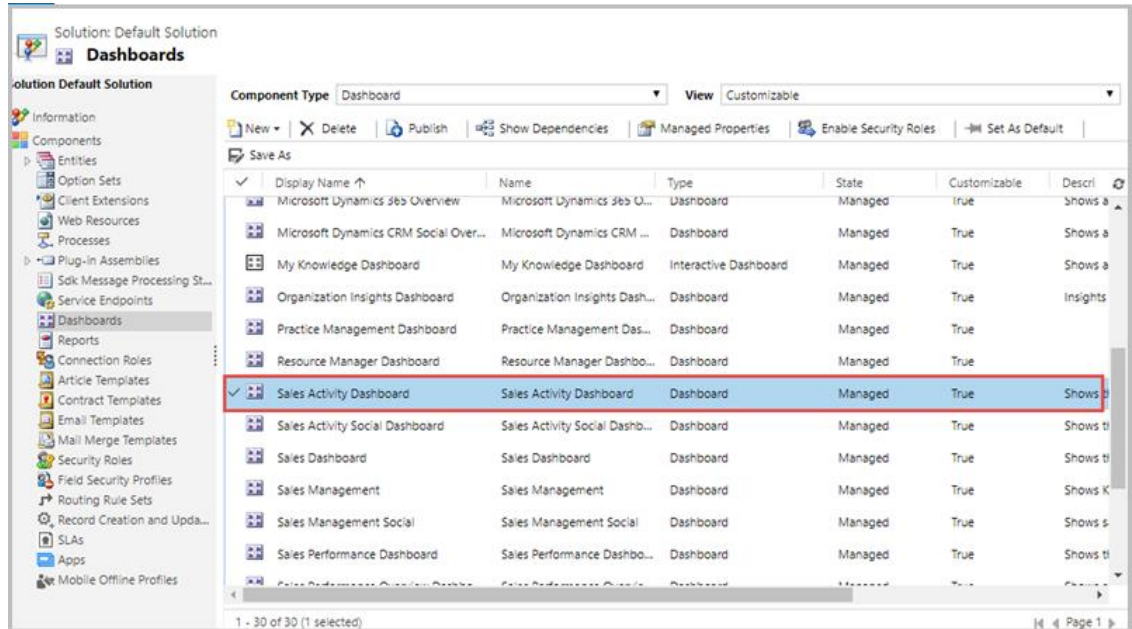 Solution: Default Solution
Dashboards
olution Default Solution
Information
Components
Entities
Option Sets
Client Extensions
Web Resources
Processes
Plug-in Assemblies
Sdk Message Processing St...
Service Endpoints
Dashboards
Reports
Connection Roles
Article Templates
Contract Templates
Email Templates
Mail Merge Templates
Security Roles
Field Security Profiles
Routing Rule Sets
Record Creation and Upda...
SLAs
Apps
Mobile Offline Profiles
Component Type Dashboard View Customizable
New Delete Publish Show Dependencies Managed Properties Enable Security Roles Set As Default
Save As
Display Name Name Type State Customizable Descri
Microsoft Dynamics 365 Overview Microsoft Dynamics 365 O... Dashboard Managed True Shows a
Microsoft Dynamics CRM Social Over... Microsoft Dynamics CRM ... Dashboard Managed True Shows a
My Knowledge Dashboard My Knowledge Dashboard Interactive Dashboard Managed True Shows a
Organization Insights Dashboard Organization Insights Dash... Dashboard Managed True Insights
Practice Management Dashboard Practice Management Das... Dashboard Managed True
Resource Manager Dashboard Resource Manager Dashbo... Dashboard Managed True
Sales Activity Dashboard Sales Activity Dashboard Dashboard Managed True Shows
Sales Activity Social Dashboard Sales Activity Social Dashb... Dashboard Managed True Shows t
Sales Dashboard Sales Dashboard Dashboard Managed True Shows t
Sales Management Sales Management Dashboard Managed True Shows K
Sales Management Social Sales Management Social Dashboard Managed True Shows s
Sales Performance Dashboard Sales Performance Dashbo... Dashboard Managed True Shows t
1 - 30 of 30 (1 selected) Page 1